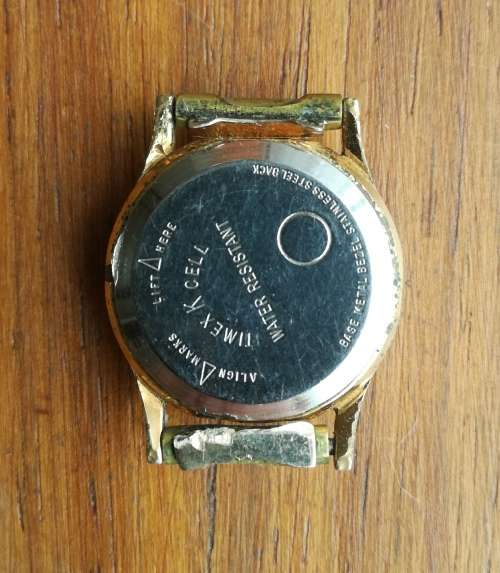 LIFT △ HERE
TIMEX K CELL
WATER RESISTANT
ALIGN △ MARKS
BASE METAL BEZEL STAINLESS STEEL BACK